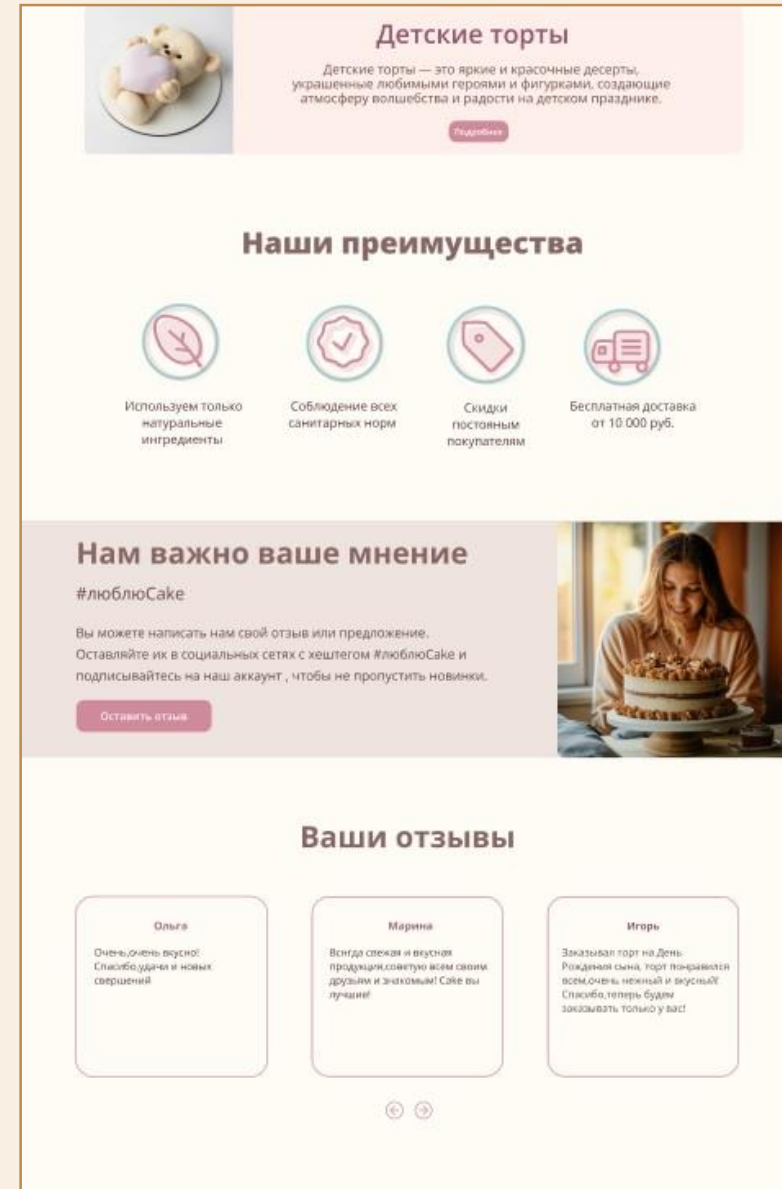 Детские торты
Детские торты — это яркие и красочные десерты,
украшенные любимыми героями и фигурками, создающие
атмосферу волшебства и радости на детском празднике.
Подробнее
Наши преимущества
Используем только
натуральные
ингредиенты
Соблюдение всех
санитарных норм
Скидки
постояным
покупателям
Бесплатная доставка
от 10 000 руб.
Нам важно ваше мнение
#люблюCake
Вы можете написать нам свой отзыв или предложение.
Оставляйте их в социальных сетях с хештегом #люблюCake и
подписывайтесь на наш аккаунт , чтобы не пропустить новинки.
Оставить отзыв
Ваши отзывы
Ольга
Очень,очень вкусно!
Спасибо,удачи и новых
свершений
Марина
Всегда свежая и вкусная
продукция,советую всем своим
друзьям и знакомым! Cake вы
лучшие!
Игорь
Заказывал торт на День
Рождения сына, торт понравился
всем,очень нежный и вкусный!
Спасибо,теперь будем
заказывать только у вас!